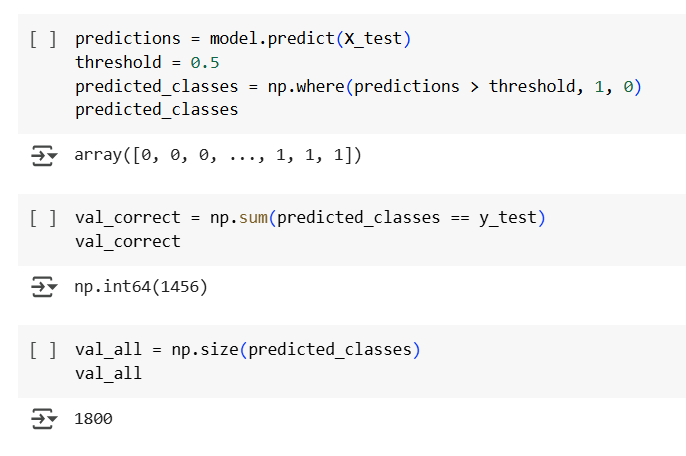 [ ] predictions = model.predict(X_test)
threshold = 0.5
predicted_classes = np.where(predictions > threshold, 1, 0)
predicted_classes
array([0, 0, 0, ..., 1, 1, 1])
[ ] val_correct = np.sum(predicted_classes == y_test)
val_correct
np.int64(1456)
[ ] val_all = np.size(predicted_classes)
val_all
1800